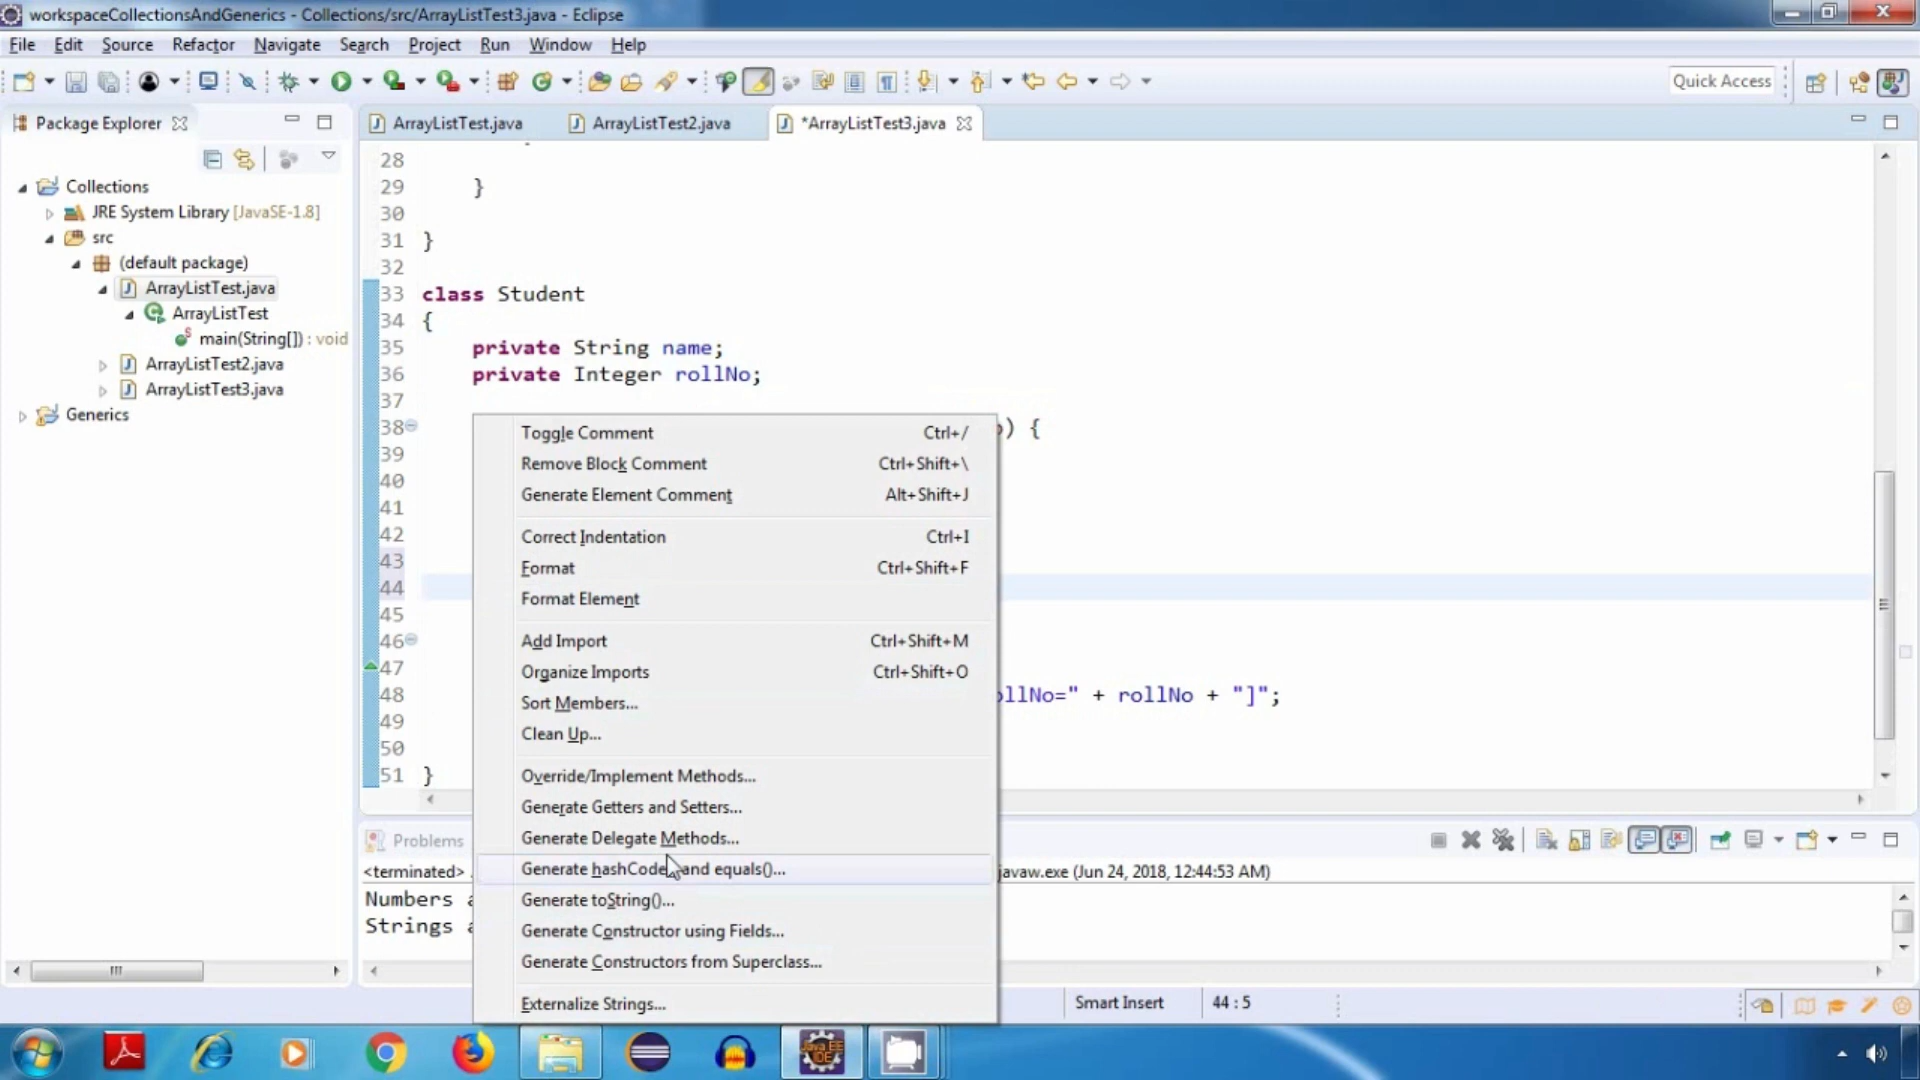 workspaceCollectionsAndGenerics - Collections/src/ArrayListTest3.java - Eclipse
File Edit Source Refactor Navigate Search Project Run Window Help
Quick Access
Package Explorer
ArrayListTest.java
ArrayListTest2.java
*ArrayListTest3.java
Collections
JRE System Library [JavaSE-1.8]
src
(default package)
ArrayListTest.java
ArrayListTest
main(String[]) : void
ArrayListTest2.java
ArrayListTest3.java
Generics
28
29 }
30
31 }
32
33 class Student
34 {
35 private String name;
36 private Integer rollNo;
37
38 ) {
39
40
41
42
43
44
45
46
47
48 ollNo=" + rollNo + "]";
49
50
51 }
Toggle Comment Ctrl+/
Remove Block Comment Ctrl+Shift+\
Generate Element Comment Alt+Shift+J
Correct Indentation Ctrl+I
Format Ctrl+Shift+F
Format Element
Add Import Ctrl+Shift+M
Organize Imports Ctrl+Shift+O
Sort Members...
Clean Up...
Override/Implement Methods...
Generate Getters and Setters...
Generate Delegate Methods...
Generate hashCode() and equals()...
Generate toString()...
Generate Constructor using Fields...
Generate Constructors from Superclass...
Externalize Strings...
Problems
<terminated> javaw.exe (Jun 24, 2018, 12:44:53 AM)
Numbers
Strings
Smart Insert 44 : 5
Java EE
IDE